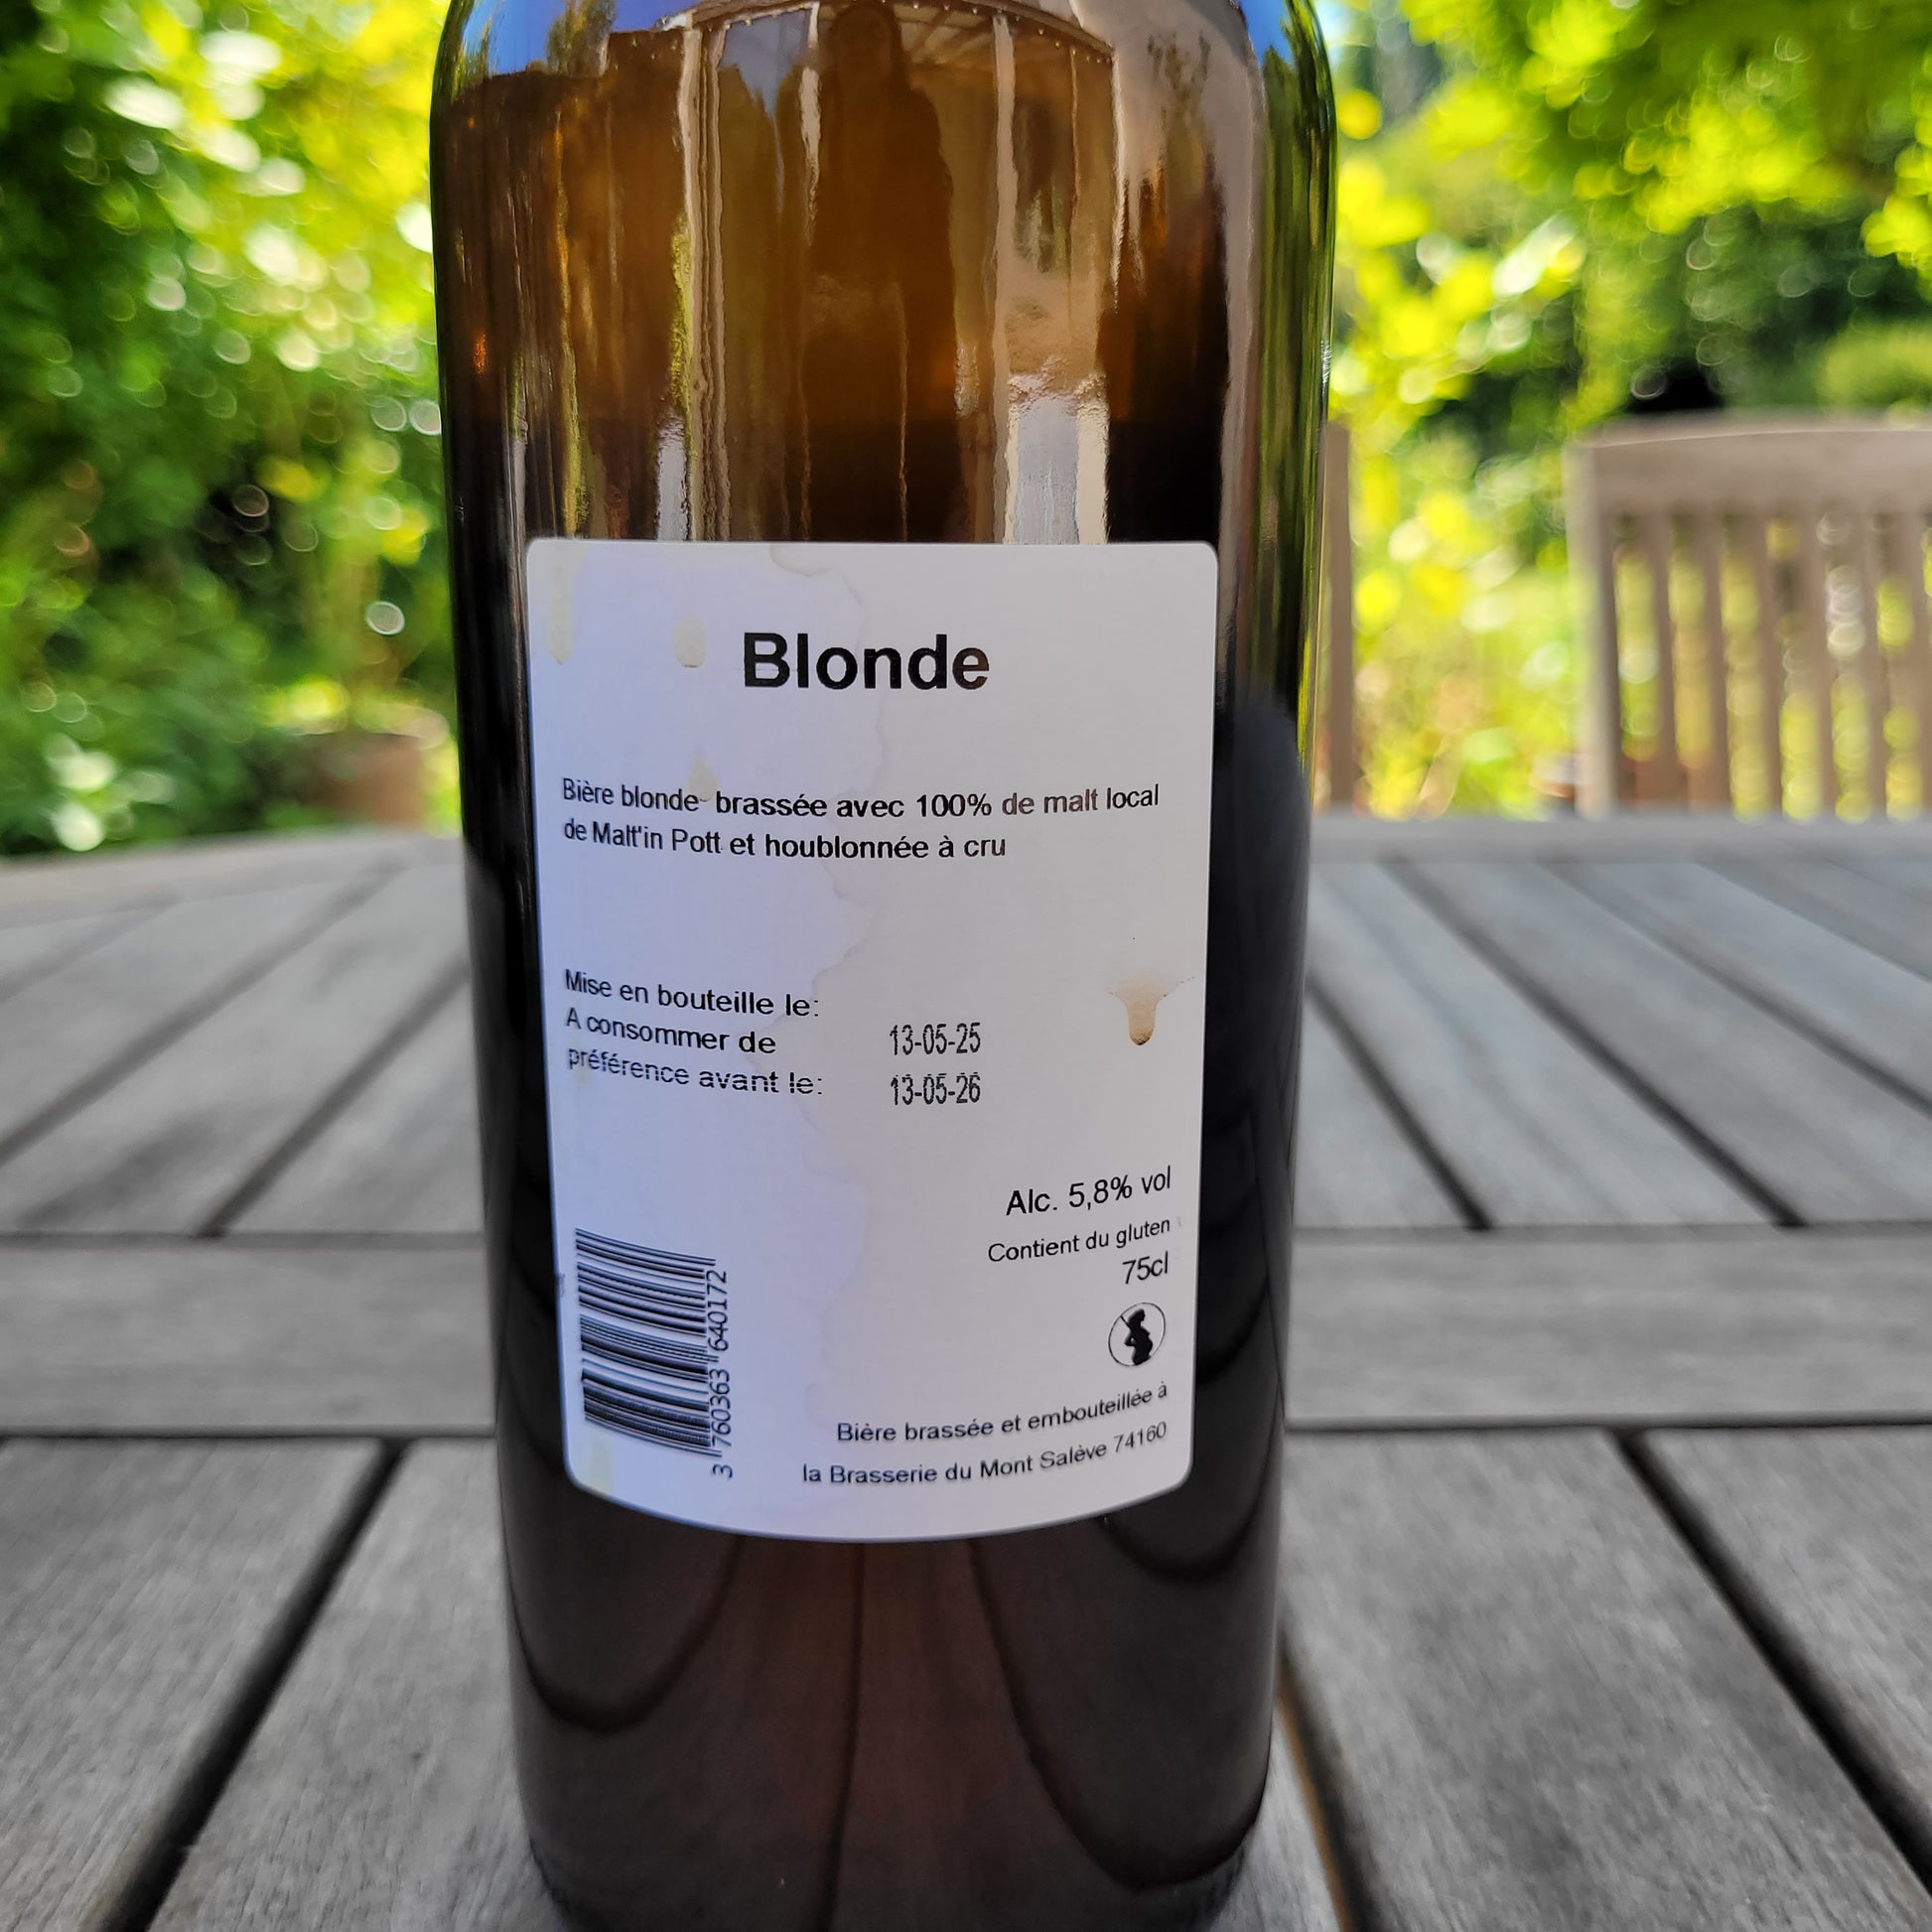 Blonde
Bière blonde brassée avec 100% de malt local
de Malt'in Pott et houblonnée à cru
Mise en bouteille le:
A consommer de 13-05-25
préférence avant le: 13-05-26
Alc. 5,8% vol
Contient du gluten
75cl
3 760363 640172
Bière brassée et embouteillée à
la Brasserie du Mont Salève 74160